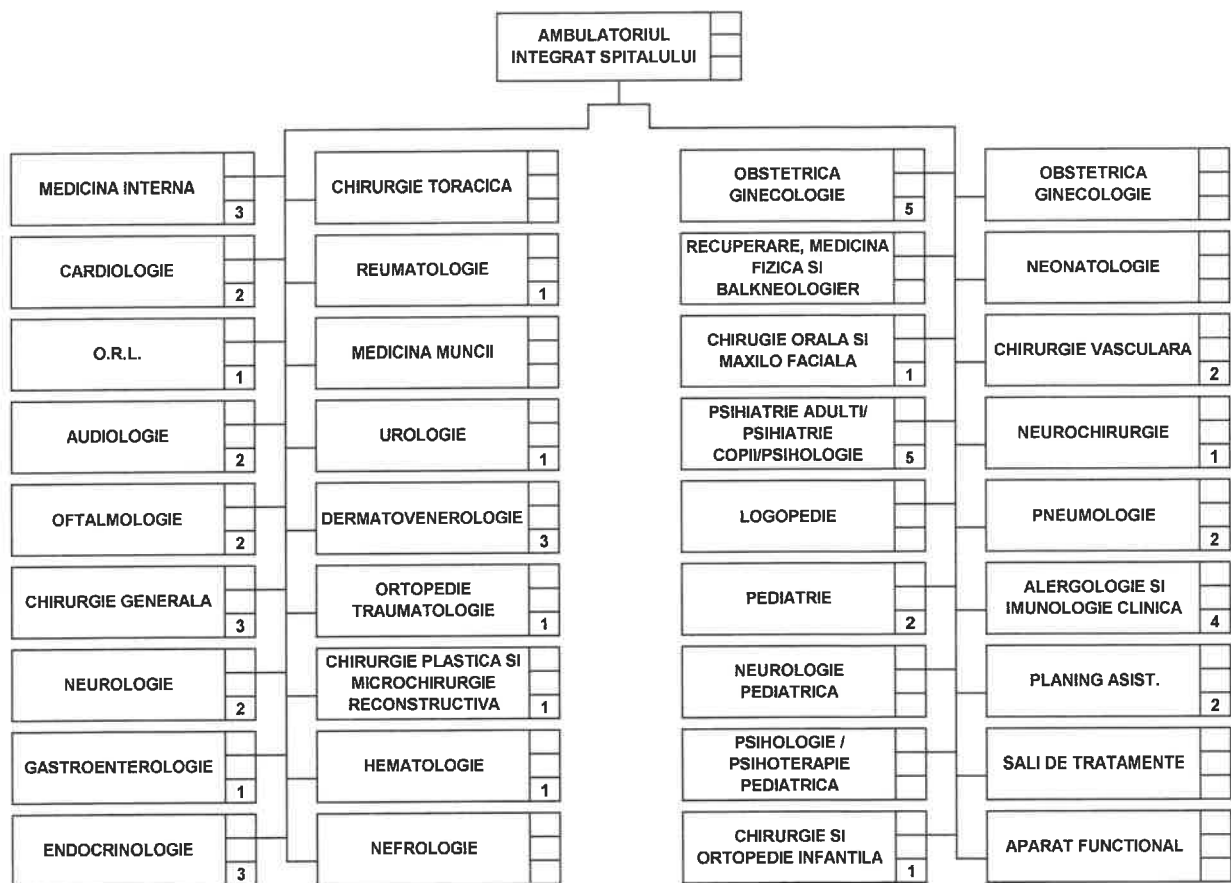 AMBULATORIUL
INTEGRAT SPITALULUI
MEDICINA INTERNA
3
CHIRURGIE TORACICA
OBSTETRICA
GINECOLOGIE
5
OBSTETRICA
GINECOLOGIE
CARDIOLOGIE
2
REUMATOLOGIE
1
RECUPERARE, MEDICINA
FIZICA SI
BALKNEOLOGIER
NEONATOLOGIE
O.R.L.
1
MEDICINA MUNCII
CHIRUGIE ORALA SI
MAXILO FACIALA
1
CHIRURGIE VASCULARA
2
AUDIOLOGIE
2
UROLOGIE
1
PSIHIATRIE ADULTI/
PSIHIATRIE
COPII/PSIHOLOGIE
5
NEUROCHIRURGIE
1
OFTALMOLOGIE
2
DERMATOVENEROLOGIE
3
LOGOPEDIE
PNEUMOLOGIE
2
CHIRURGIE GENERALA
3
ORTOPEDIE
TRAUMATOLOGIE
1
PEDIATRIE
2
ALERGOLOGIE SI
IMUNOLOGIE CLINICA
4
NEUROLOGIE
2
CHIRURGIE PLASTICA SI
MICROCHIRURGIE
RECONSTRUCTIVA
1
NEUROLOGIE
PEDIATRICA
PLANING ASIST.
2
GASTROENTEROLOGIE
1
HEMATOLOGIE
1
PSIHOLOGIE /
PSIHOTERAPIE
PEDIATRICA
SALI DE TRATAMENTE
ENDOCRINOLOGIE
3
NEFROLOGIE
CHIRURGIE SI
ORTOPEDIE INFANTILA
1
APARAT FUNCTIONAL